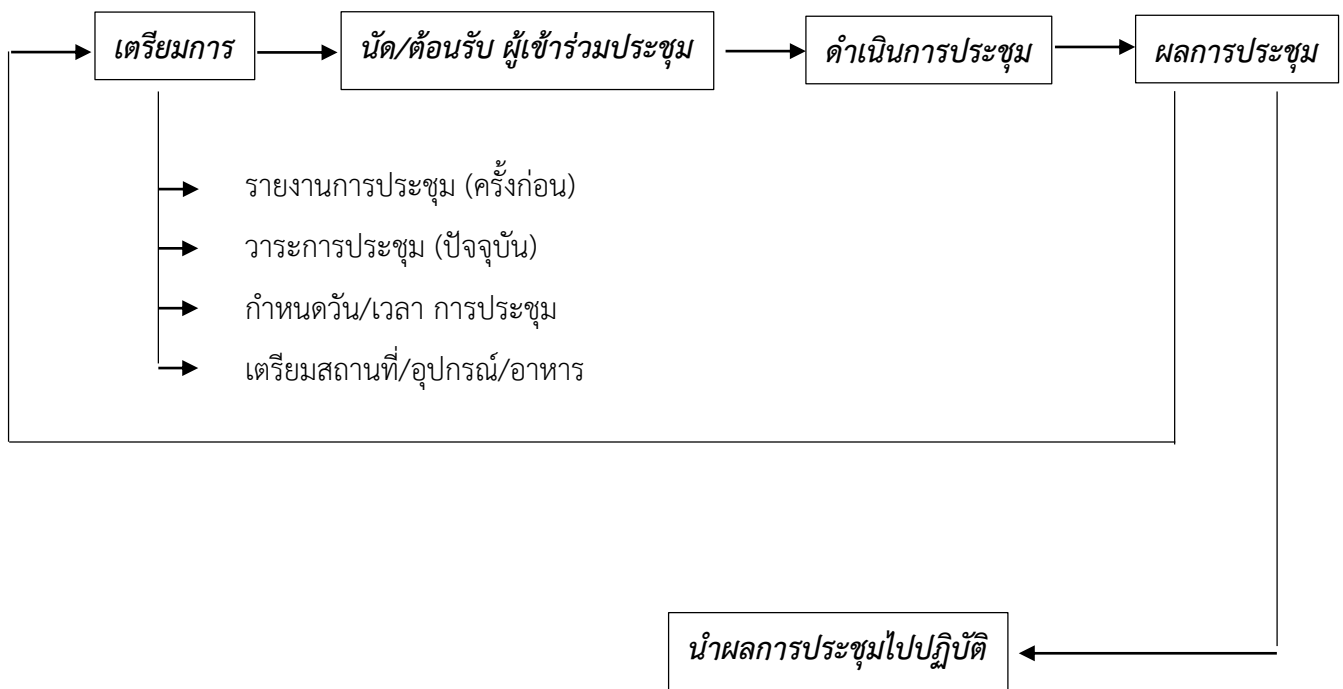 เตรียมการ
นัด/ต้อนรับ ผู้เข้าร่วมประชุม
ดำเนินการประชุม
ผลการประชุม
รายงานการประชุม (ครั้งก่อน)
วาระการประชุม (ปัจจุบัน)
กำหนดวัน/เวลา การประชุม
เตรียมสถานที่/อุปกรณ์/อาหาร
นำผลการประชุมไปปฏิบัติ